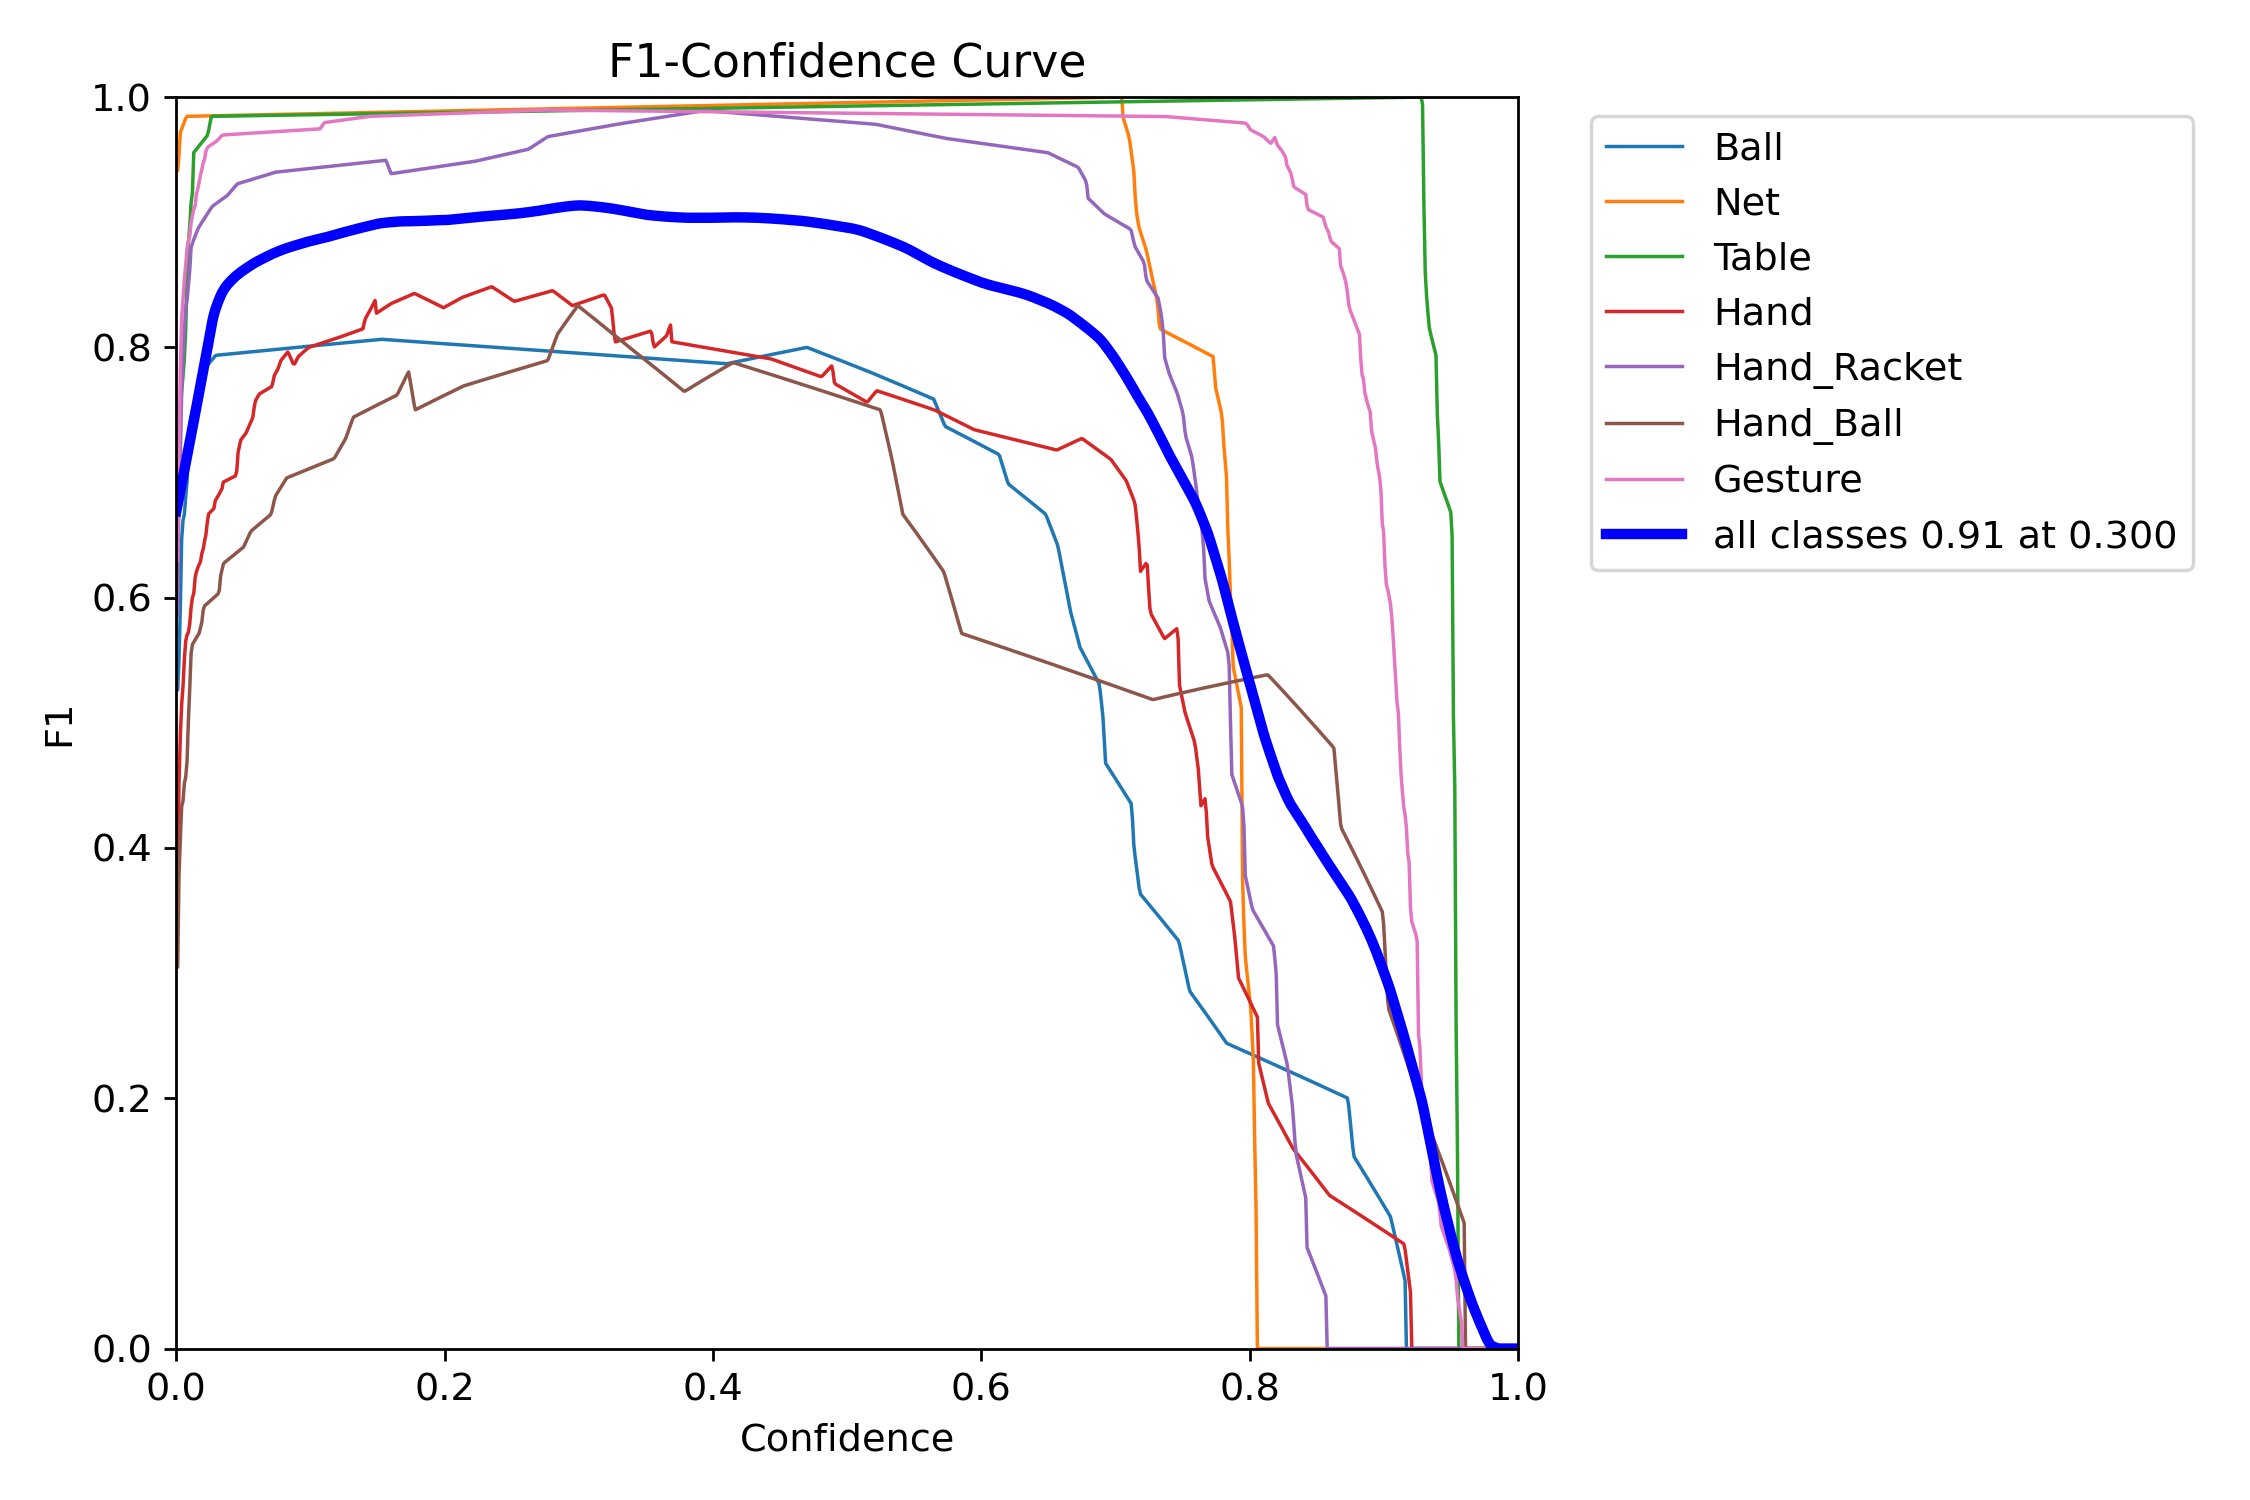 F1-Confidence Curve
1.0
0.8
0.6
0.4
0.2
0.0
F1
0.0 0.2 0.4 0.6 0.8 1.0
Confidence
Ball
Net
Table
Hand
Hand_Racket
Hand_Ball
Gesture
all classes 0.91 at 0.300